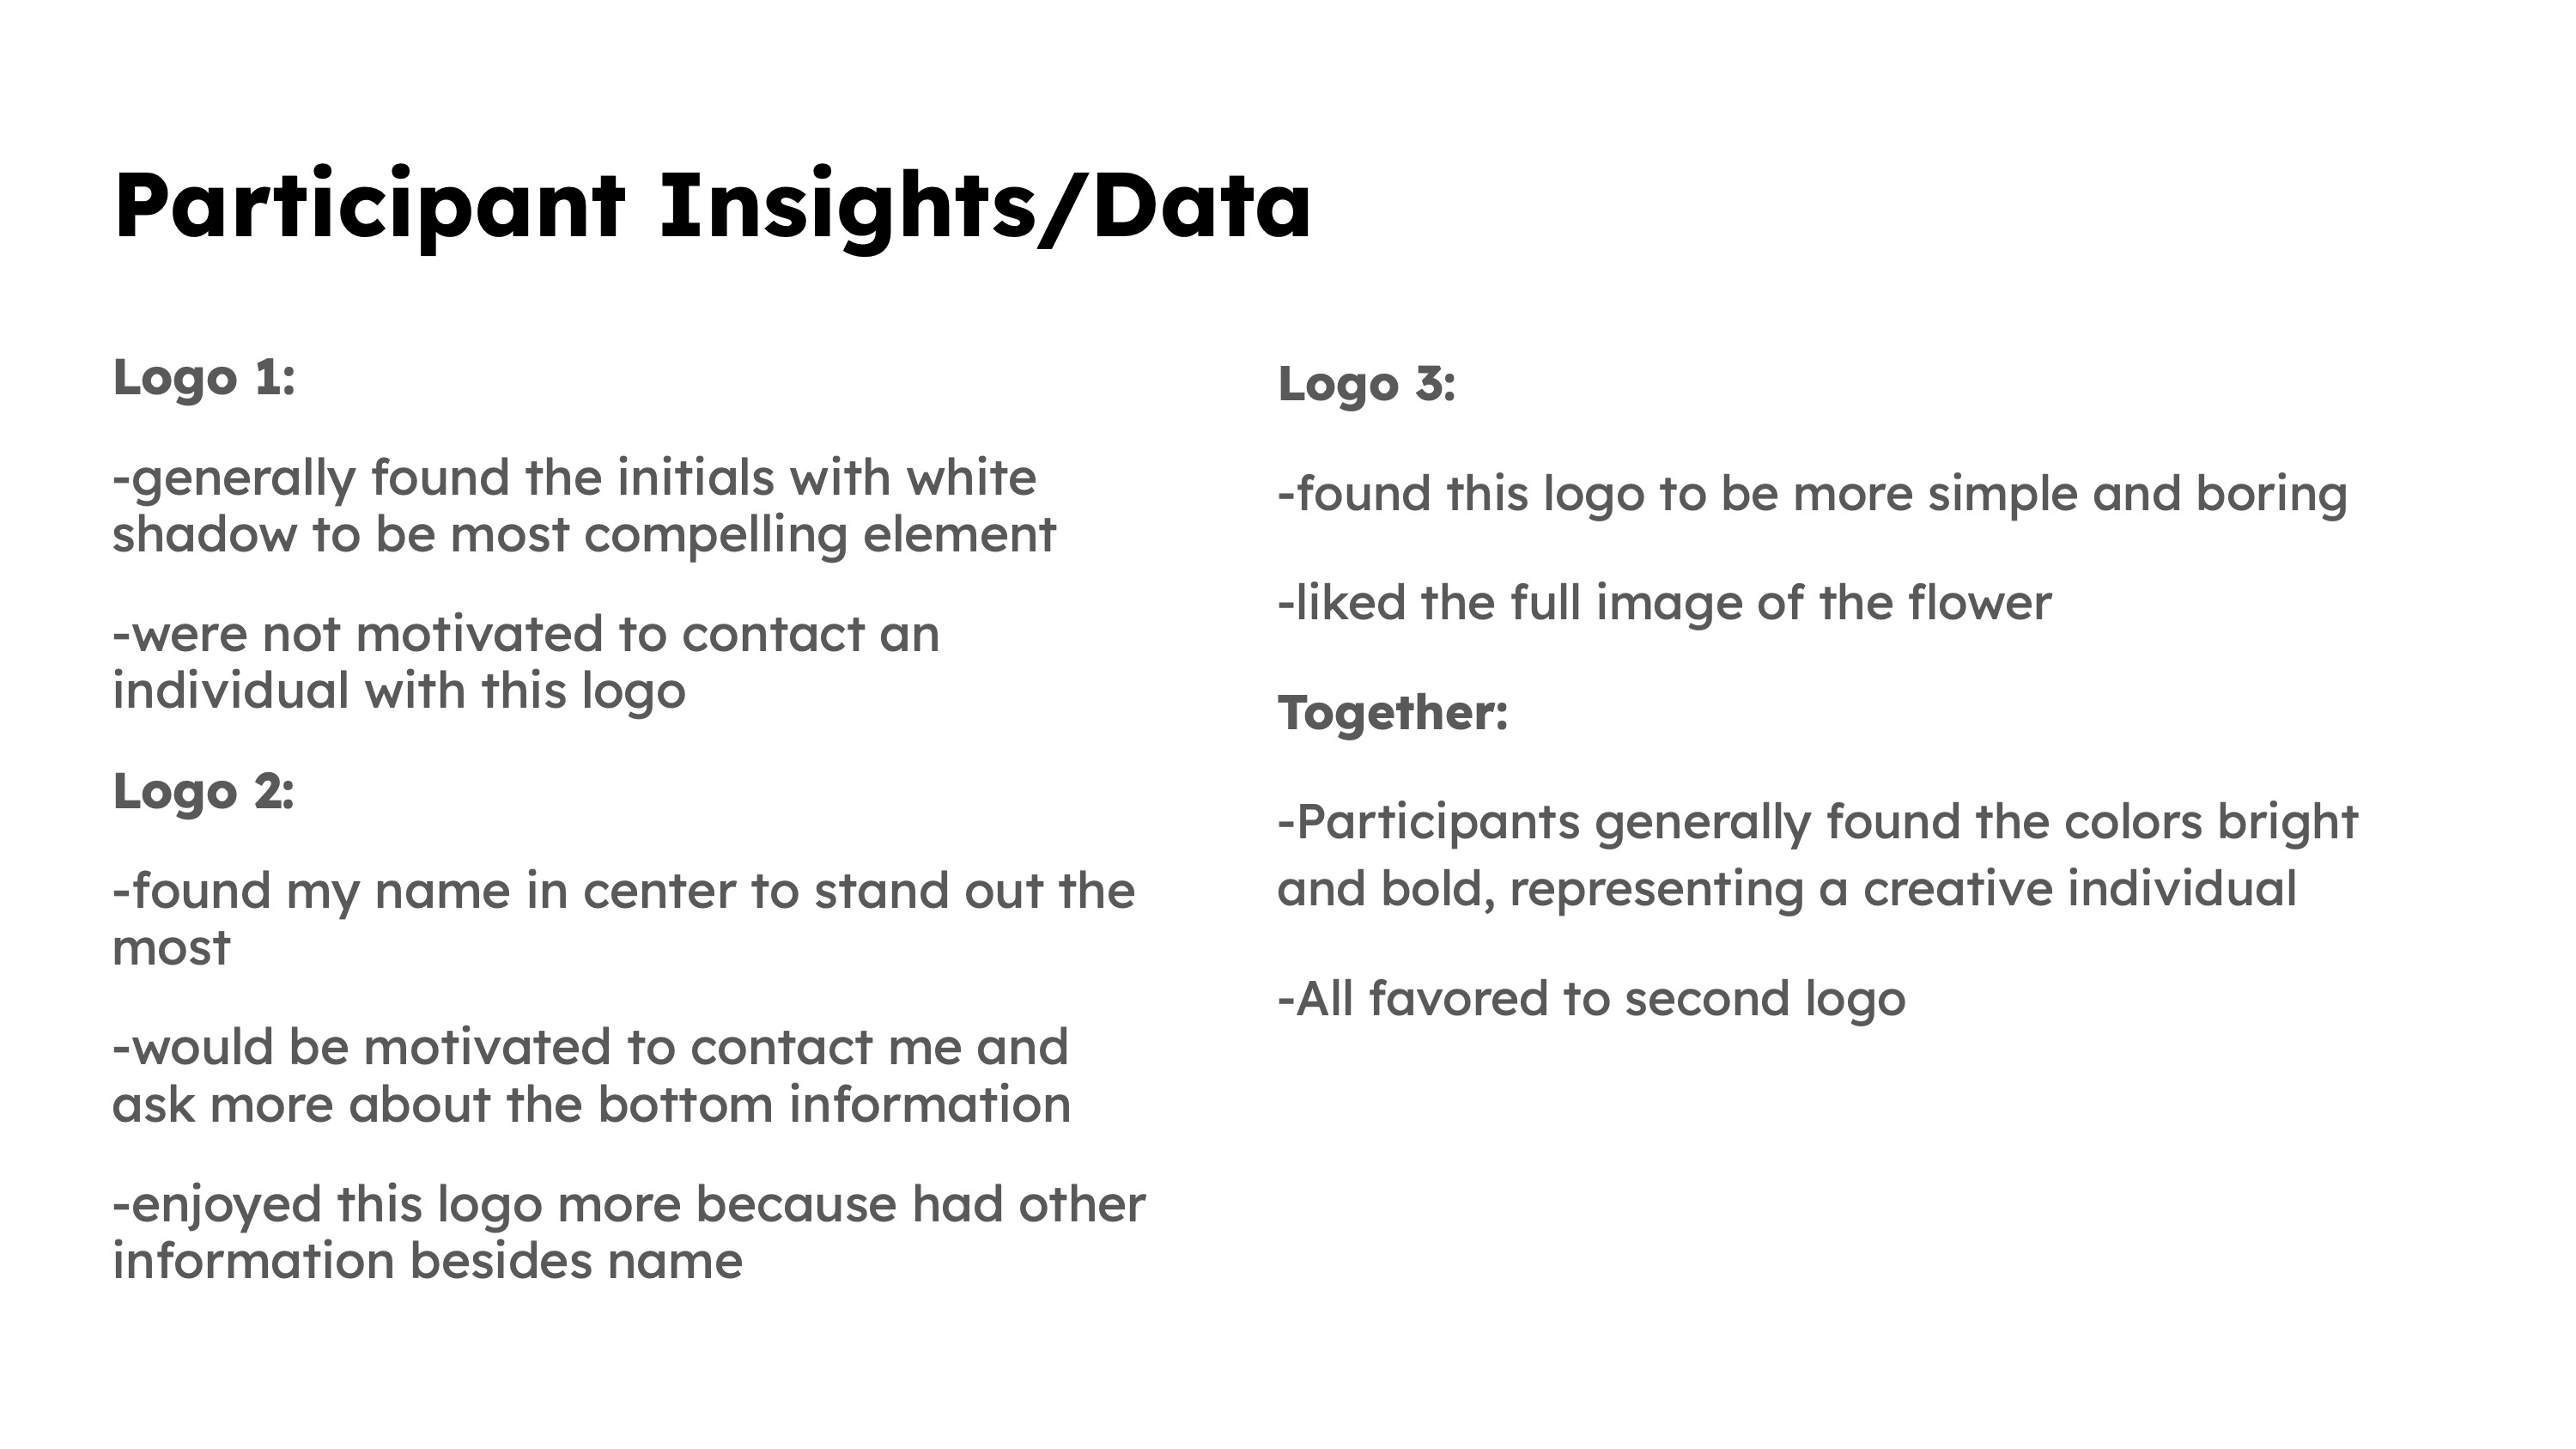 Participant Insights/Data
Logo 1:
-generally found the initials with white
shadow to be most compelling element
-were not motivated to contact an
individual with this logo
Logo 2:
-found my name in center to stand out the
most
-would be motivated to contact me and
ask more about the bottom information
-enjoyed this logo more because had other
information besides name
Logo 3:
-found this logo to be more simple and boring
-liked the full image of the flower
Together:
-Participants generally found the colors bright
and bold, representing a creative individual
-All favored to second logo